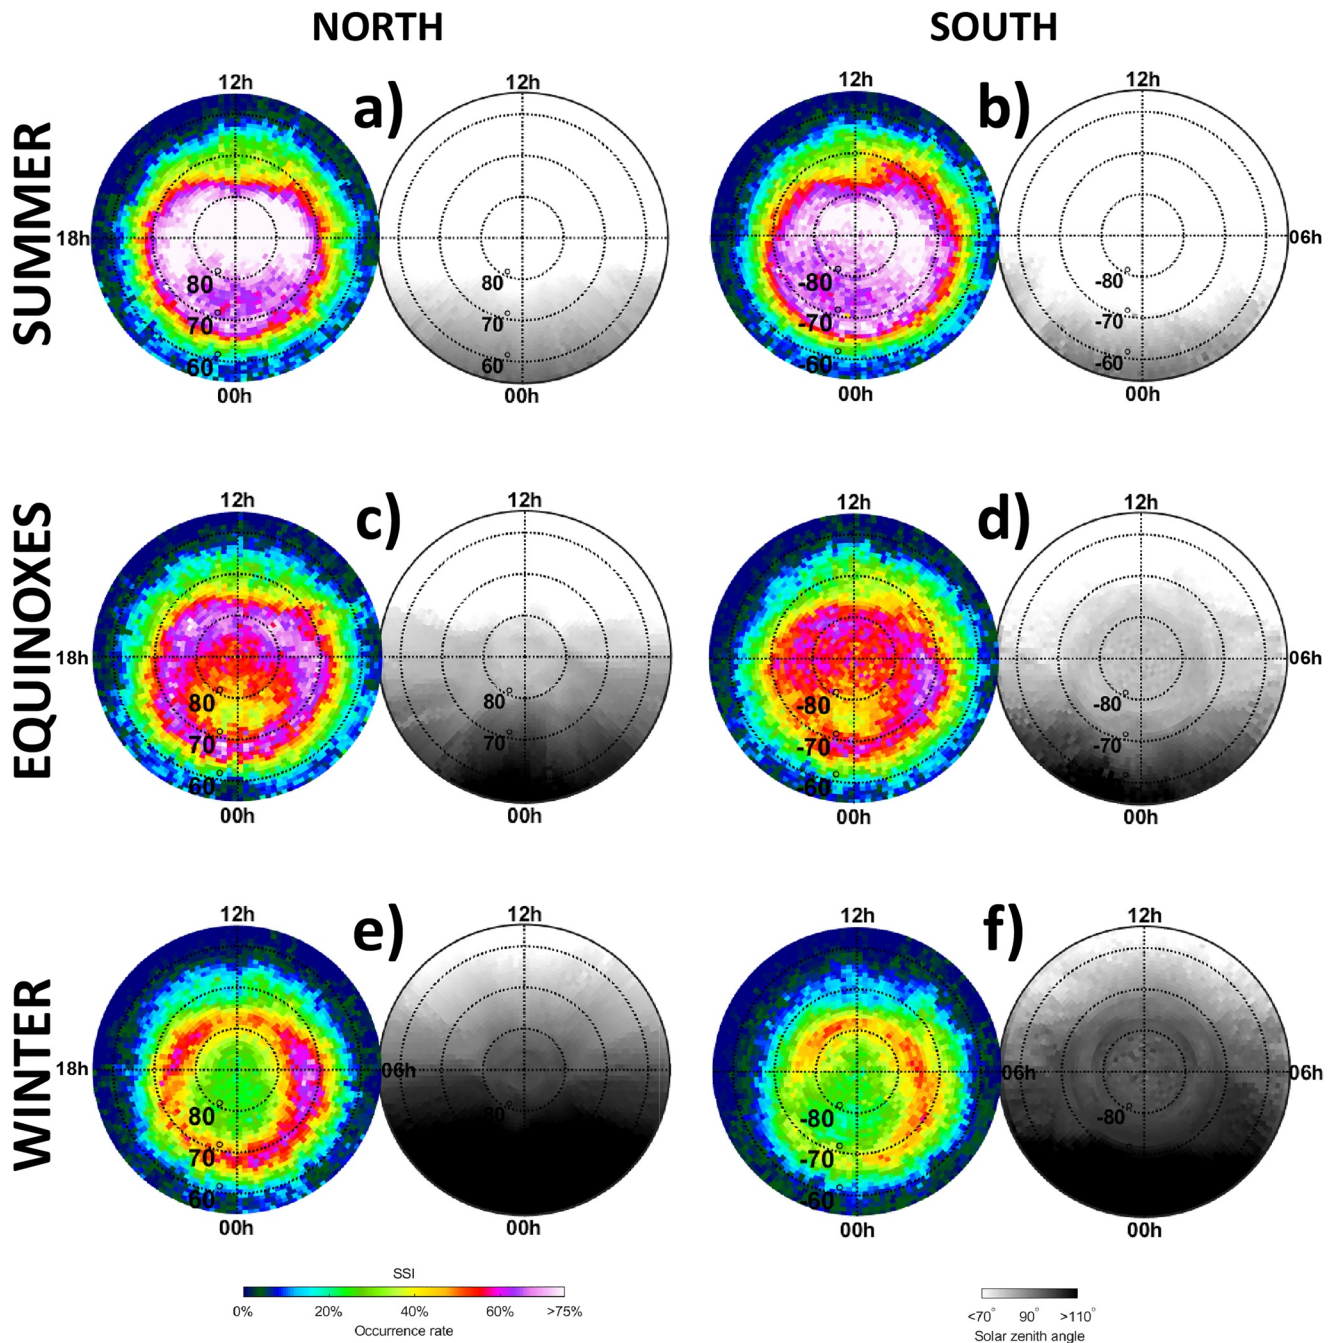 NORTH SOUTH
SUMMER
12h a) 12h
18h
80°
70°
60°
80°
70°
60°
00h 00h
12h b) 12h
06h
-80°
-70°
-60°
-80°
-70°
-60°
00h 00h
EQUINOXES
12h c) 12h
18h
80°
70°
60°
80°
70°
00h 00h
12h d) 12h
06h
-80°
-70°
-60°
-80°
-70°
00h 00h
WINTER
12h e) 12h
18h 06h
80°
70°
60°
80°
00h 00h
12h f) 12h
06h 06h
-80°
-70°
-60°
-80°
00h 00h
SSI
0% 20% 40% 60% >75%
Occurrence rate
<70° 90° >110°
Solar zenith angle